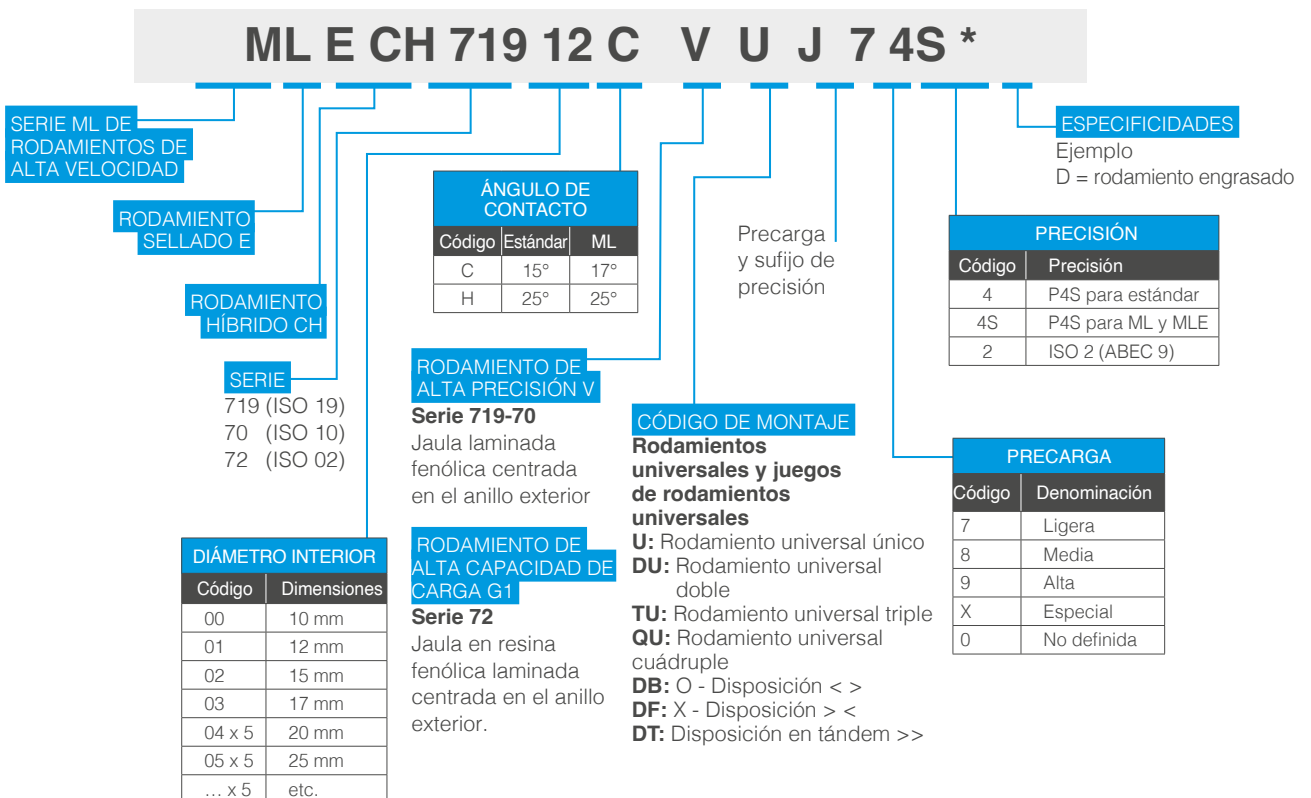 ML E CH 719 12 C V U J 7 4S *
SERIE ML DE
RODAMIENTOS DE
ALTA VELOCIDAD
RODAMIENTO
SELLADO E
RODAMIENTO
HÍBRIDO CH
SERIE
719 (ISO 19)
70 (ISO 10)
72 (ISO 02)
DIÁMETRO INTERIOR
Código Dimensiones
00 10 mm
01 12 mm
02 15 mm
03 17 mm
04 x 5 20 mm
05 x 5 25 mm
… x 5 etc.
ÁNGULO DE
CONTACTO
Código Estándar ML
C 15° 17°
H 25° 25°
RODAMIENTO DE
ALTA PRECISIÓN V
Serie 719-70
Jaula laminada
fenólica centrada
en el anillo exterior
RODAMIENTO DE
ALTA CAPACIDAD DE
CARGA G1
Serie 72
Jaula en resina
fenólica laminada
centrada en el anillo
exterior.
CÓDIGO DE MONTAJE
Rodamientos
universales y juegos
de rodamientos
universales
U: Rodamiento universal único
DU: Rodamiento universal
doble
TU: Rodamiento universal triple
QU: Rodamiento universal
cuádruple
DB: O - Disposición < >
DF: X - Disposición > <
DT: Disposición en tándem >>
Precarga
y sufijo de
precisión
PRECARGA
Código Denominación
7 Ligera
8 Media
9 Alta
X Especial
0 No definida
PRECISIÓN
Código Precisión
4 P4S para estándar
4S P4S para ML y MLE
2 ISO 2 (ABEC 9)
ESPECIFICIDADES
Ejemplo
D = rodamiento engrasado